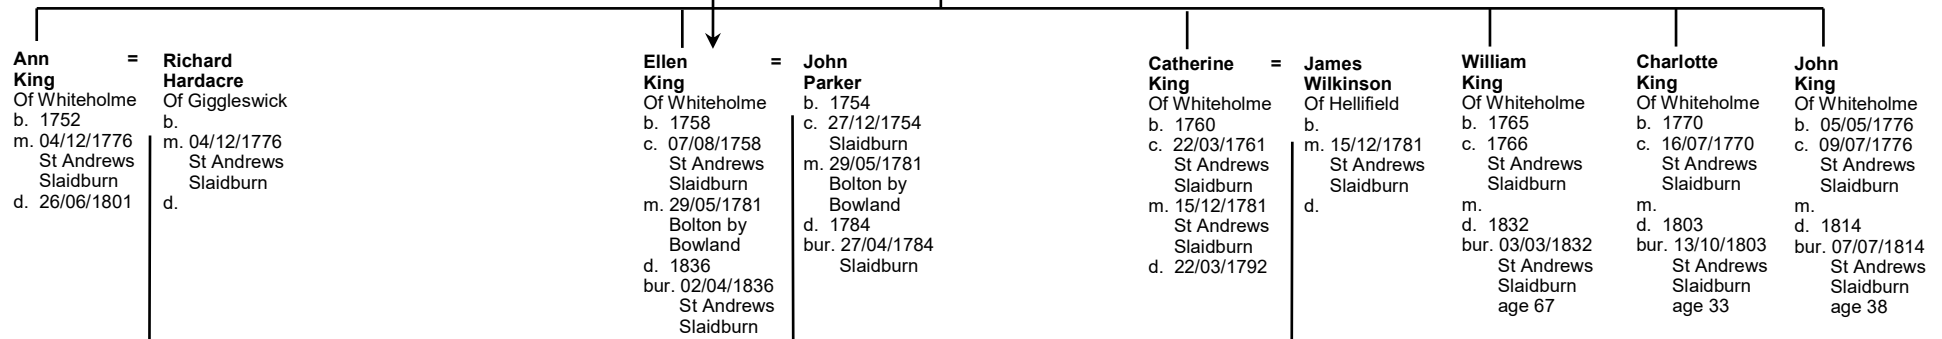 Ann =
King
Of Whiteholme
b. 1752
m. 04/12/1776
St Andrews
Slaidburn
d. 26/06/1801
Richard
Hardacre
Of Giggleswick
b.
m. 04/12/1776
St Andrews
Slaidburn
d.
Ellen =
King
Of Whiteholme
b. 1758
c. 07/08/1758
St Andrews
Slaidburn
m. 29/05/1781
Bolton by
Bowland
d. 1836
bur. 02/04/1836
St Andrews
Slaidburn
John
Parker
b. 1754
c. 27/12/1754
Slaidburn
m. 29/05/1781
Bolton by
Bowland
d. 1784
bur. 27/04/1784
Slaidburn
Catherine =
King
Of Whiteholme
b. 1760
c. 22/03/1761
St Andrews
Slaidburn
m. 15/12/1781
St Andrews
Slaidburn
d. 22/03/1792
James
Wilkinson
Of Hellifield
b.
m. 15/12/1781
St Andrews
Slaidburn
d.
William
King
Of Whiteholme
b. 1765
c. 1766
St Andrews
Slaidburn
m.
d. 1832
bur. 03/03/1832
St Andrews
Slaidburn
age 67
Charlotte
King
Of Whiteholme
b. 1770
c. 16/07/1770
St Andrews
Slaidburn
m.
d. 1803
bur. 13/10/1803
St Andrews
Slaidburn
age 33
John
King
Of Whiteholme
b. 05/05/1776
c. 09/07/1776
St Andrews
Slaidburn
m.
d. 1814
bur. 07/07/1814
St Andrews
Slaidburn
age 38